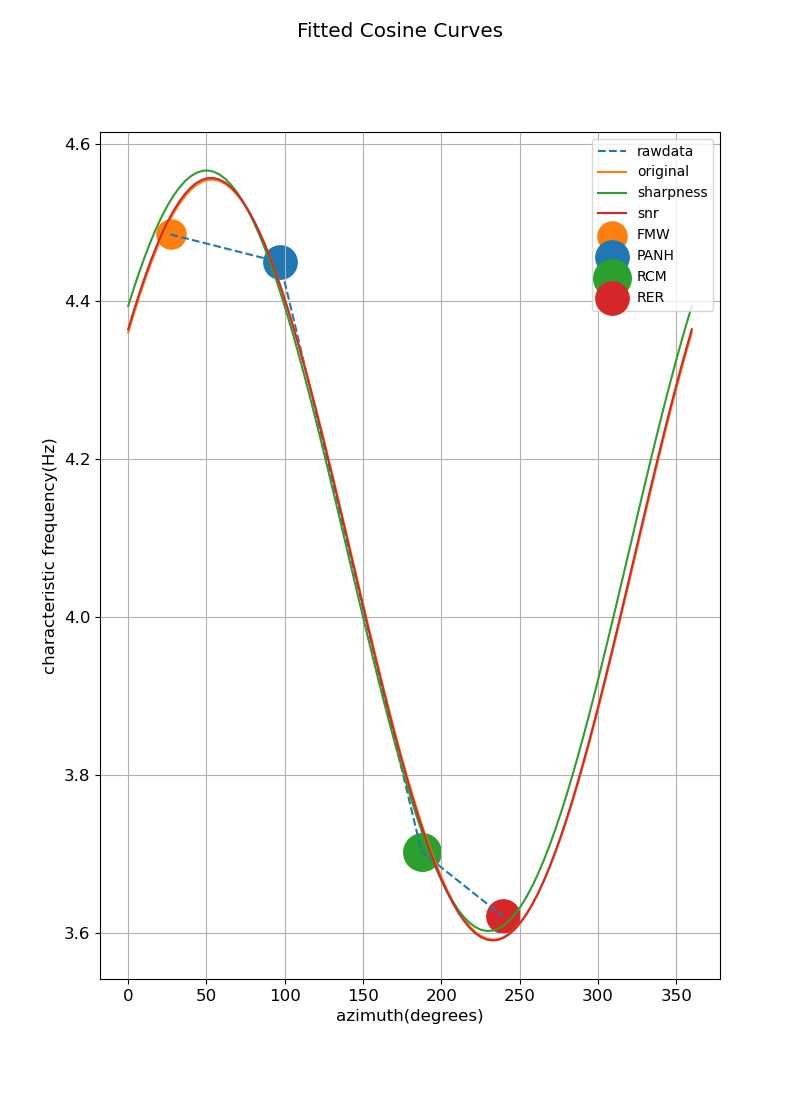 Fitted Cosine Curves
4.6
4.4
4.2
4.0
3.8
3.6
characteristic frequency(Hz)
rawdata
original
sharpness
snr
FMW
PANH
RCM
RER
0 50 100 150 200 250 300 350
azimuth(degrees)